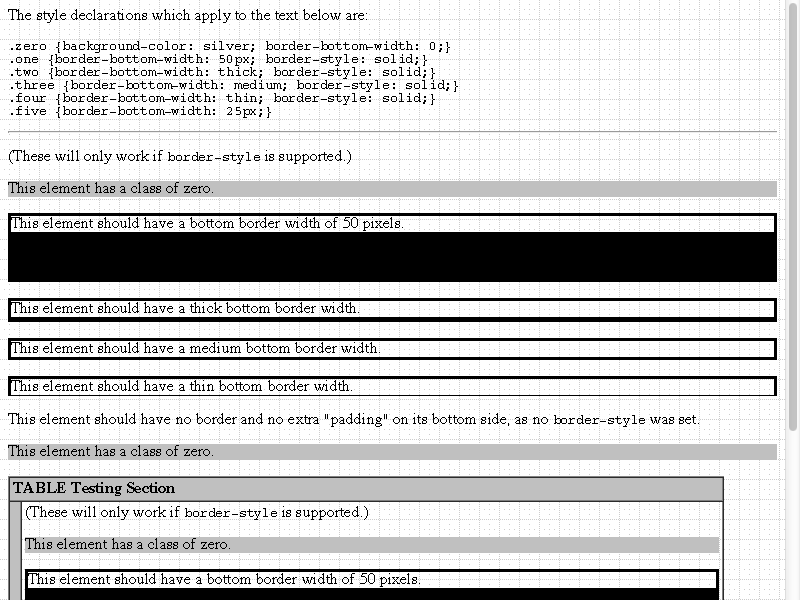 The style declarations which apply to the text below are:
.zero {background-color: silver; border-bottom-width: 0;}
.one {border-bottom-width: 50px; border-style: solid;}
.two {border-bottom-width: thick; border-style: solid;}
.three {border-bottom-width: medium; border-style: solid;}
.four {border-bottom-width: thin; border-style: solid;}
.five {border-bottom-width: 25px;}
(These will only work if border-style is supported.)
This element has a class of zero.
This element should have a bottom border width of 50 pixels.
This element should have a thick bottom border width.
This element should have a medium bottom border width.
This element should have a thin bottom border width.
This element should have no border and no extra "padding" on its bottom side, as no border-style was set.
This element has a class of zero.
TABLE Testing Section
(These will only work if border-style is supported.)
This element has a class of zero.
This element should have a bottom border width of 50 pixels.